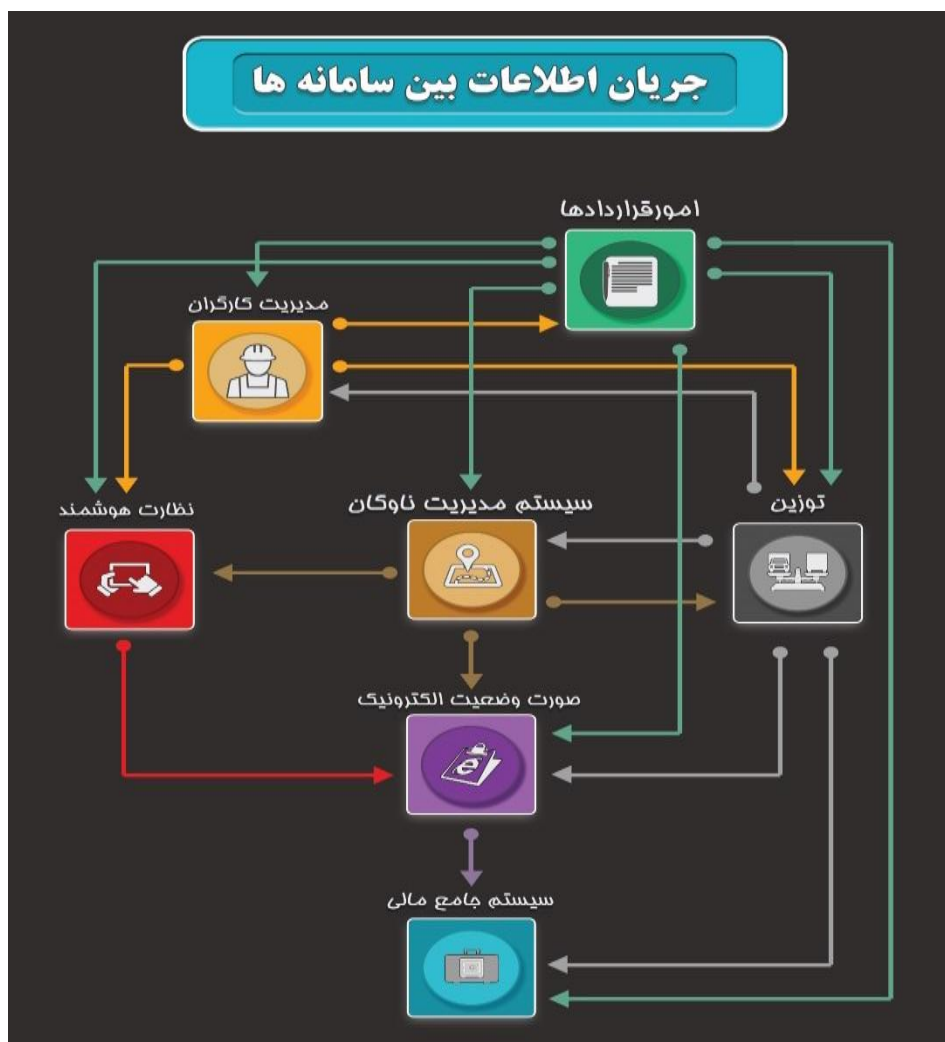 جریان اطلاعات بین سامانه ها
امورقراردادها
مدیریت کارگران
نظارت هوشمند
سیستم مدیریت ناوگان
توزین
صورت وضعیت الکترونیک
e
سیستم جامع مالی